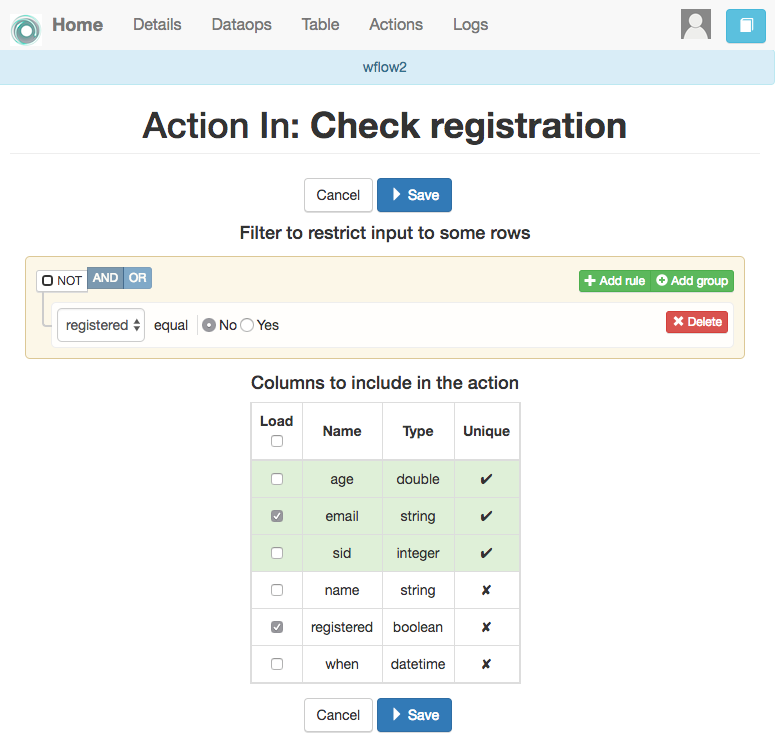 Home Details Dataops Table Actions Logs
wflow2
Action In: Check registration
Cancel Save
Filter to restrict input to some rows
NOT AND OR Add rule Add group
registered equal No Yes Delete
Columns to include in the action
Load Name Type Unique
age double ✔
email string ✔
sid integer ✔
name string ✘
registered boolean ✘
when datetime ✘
Cancel Save